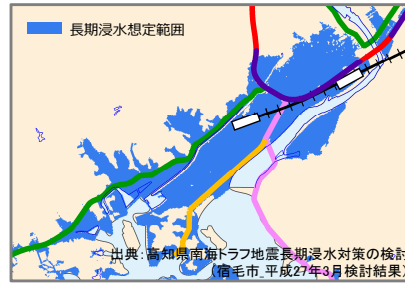 長期浸水想定範囲
出典：高知県南海トラフ地震長期浸水対策の検討
（宿毛市_平成27年3月検討結果）